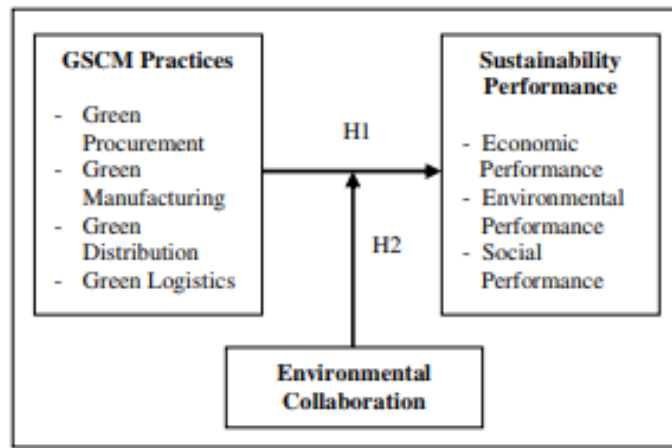 GSCM Practices
- Green
Procurement
- Green
Manufacturing
- Green
Distribution
- Green Logistics
H1
Sustainability
Performance
- Economic
Performance
- Environmental
Performance
- Social
Performance
H2
Environmental
Collaboration